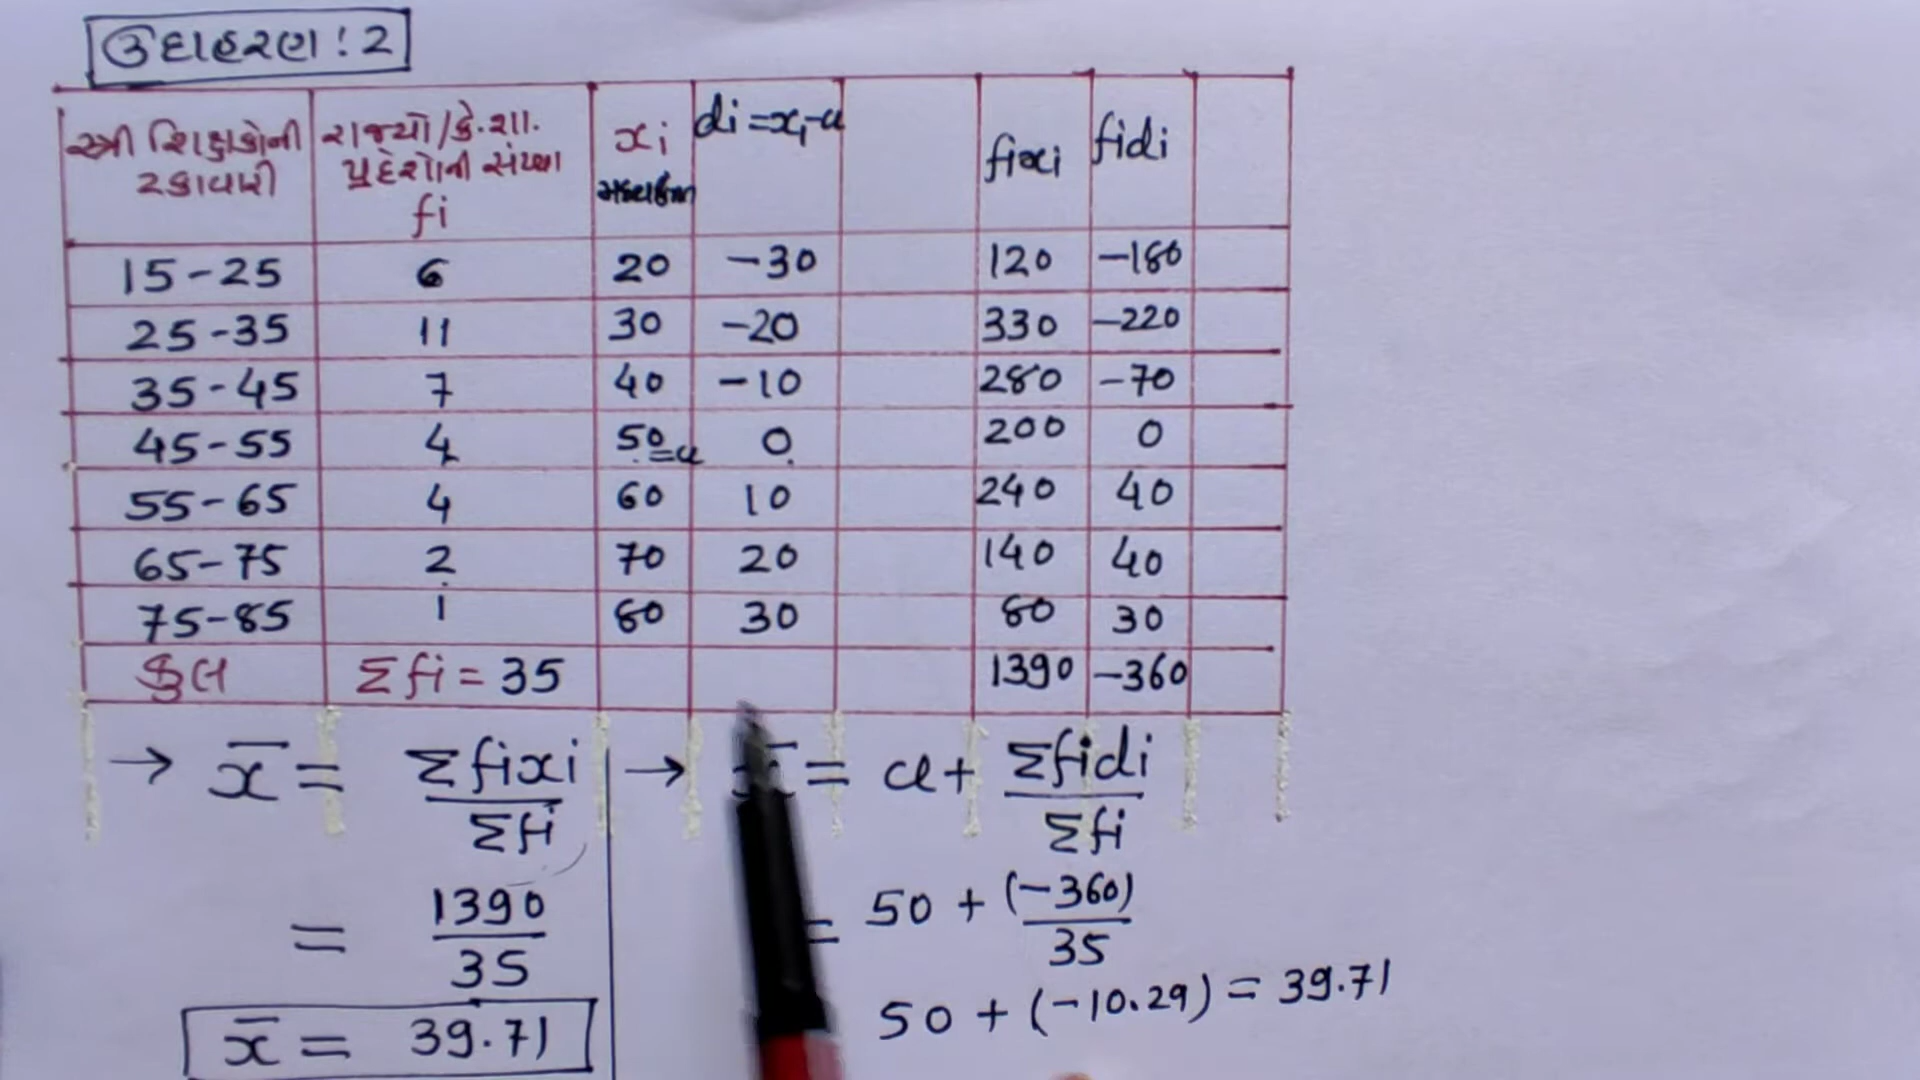 ઉદાહરણ : 2
સ્ત્રી શિક્ષકોની ટકાવારી | રાજ્યો/કે.શા. પ્રદેશોની સંખ્યા fi | xi મધ્યકિંમત | di = xi - a | | fixi | fidi |
15-25 | 6 | 20 | -30 | | 120 | -180 |
25-35 | 11 | 30 | -20 | | 330 | -220 |
35-45 | 7 | 40 | -10 | | 280 | -70 |
45-55 | 4 | 50 = a | 0 | | 200 | 0 |
55-65 | 4 | 60 | 10 | | 240 | 40 |
65-75 | 2 | 70 | 20 | | 140 | 40 |
75-85 | 1 | 80 | 30 | | 80 | 30 |
કુલ | Σfi = 35 | | | | 1390 | -360 |
→ x̄ = Σfixi / Σfi
= 1390 / 35
x̄ = 39.71
→ x̄ = a + Σfidi / Σfi
= 50 + (-360) / 35
50 + (-10.29) = 39.71